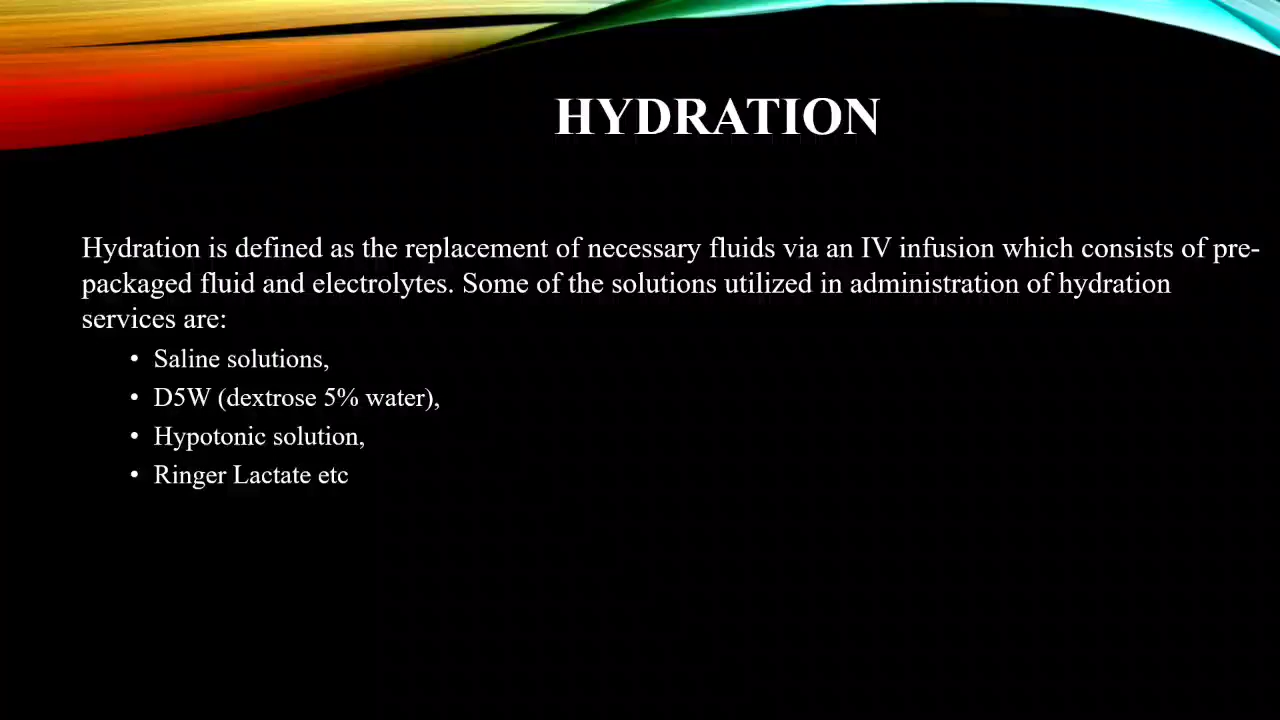 HYDRATION
Hydration is defined as the replacement of necessary fluids via an IV infusion which consists of pre-
packaged fluid and electrolytes. Some of the solutions utilized in administration of hydration
services are:
• Saline solutions,
• D5W (dextrose 5% water),
• Hypotonic solution,
• Ringer Lactate etc